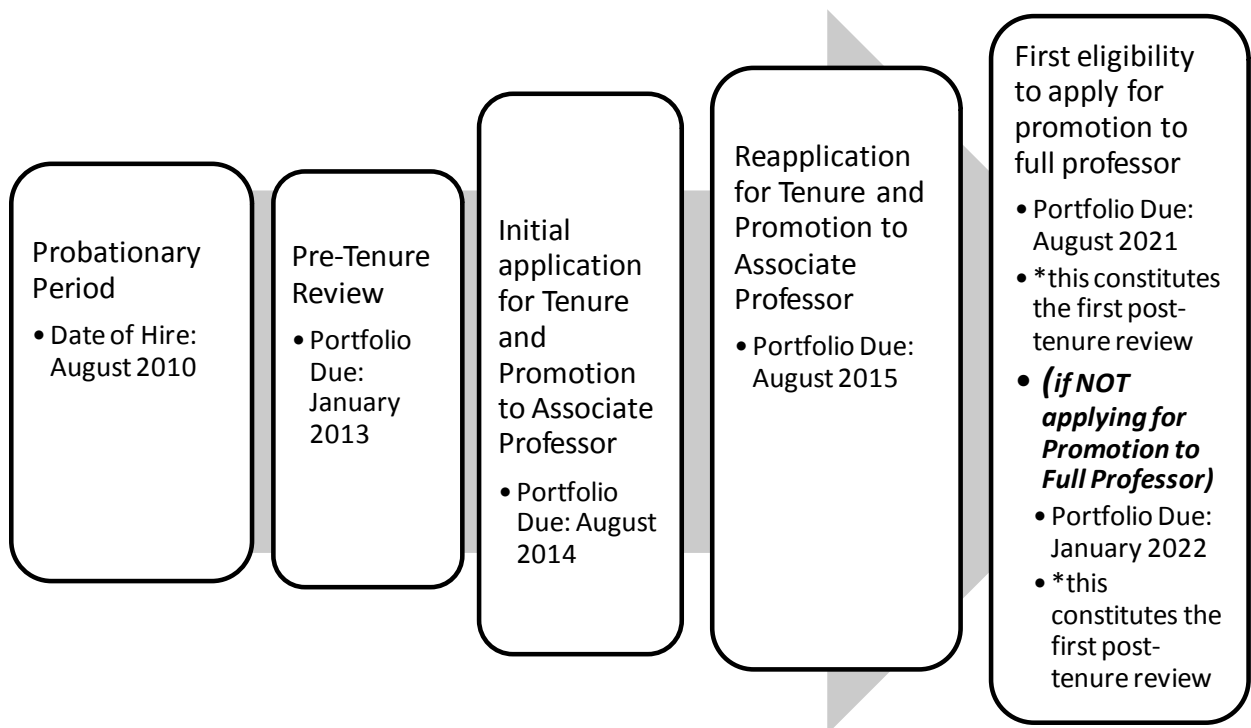 Probationary
Period
• Date of Hire:
August 2010
Pre-Tenure
Review
• Portfolio
Due:
January
2013
Initial
application
for Tenure
and
Promotion
to Associate
Professor
• Portfolio
Due: August
2014
Reapplication
for Tenure and
Promotion to
Associate
Professor
• Portfolio Due:
August 2015
First eligibility
to apply for
promotion to
full professor
• Portfolio Due:
August 2021
• *this constitutes
the first post-
tenure review
• (if NOT
applying for
Promotion to
Full Professor)
• Portfolio Due:
January 2022
• *this
constitutes the
first post-
tenure review